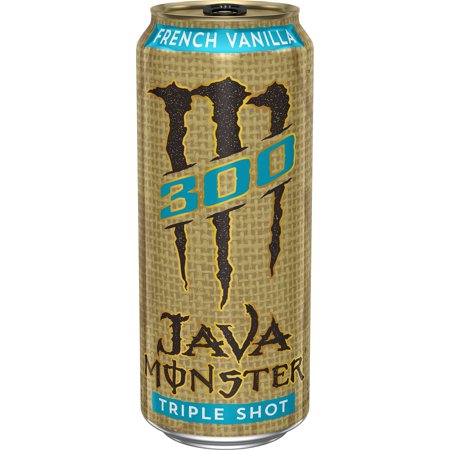 FRENCH VANILLA
300
JAVA
MONSTER
TRIPLE SHOT